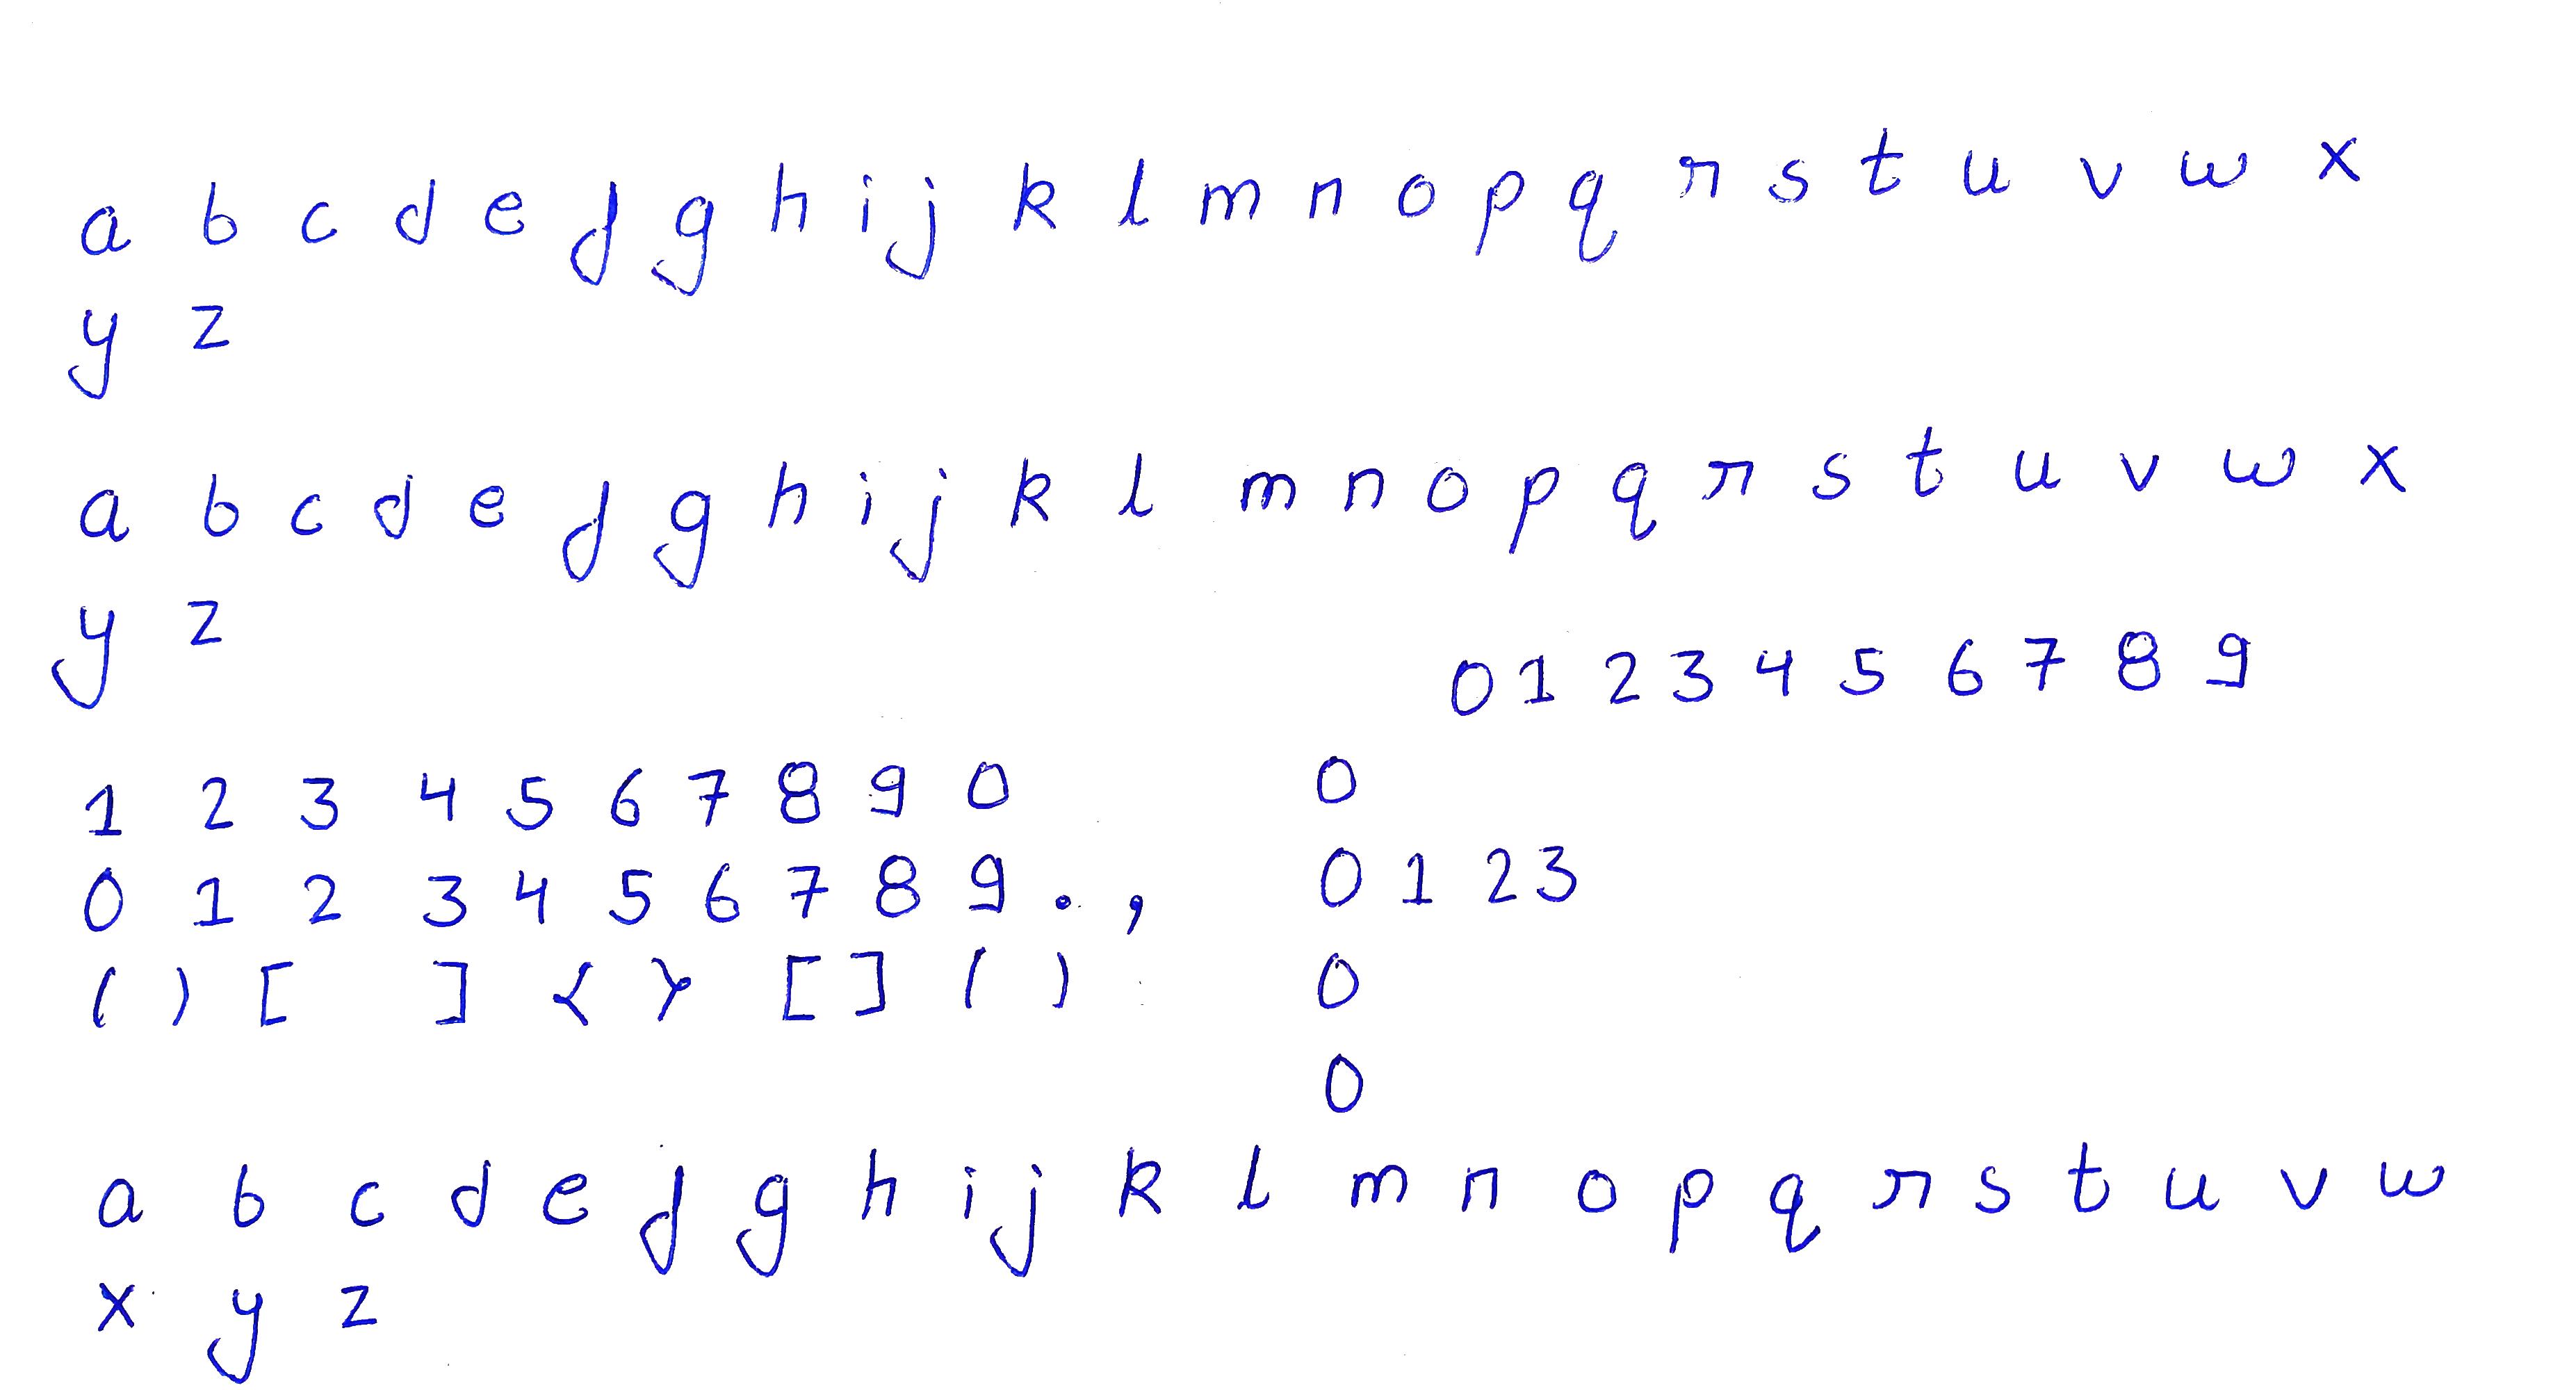 a b c d e f g h i j k l m n o p q r s t u v w x
y z
a b c d e f g h i j k l m n o p q r s t u v w x
y z
0 1 2 3 4 5 6 7 8 9
1 2 3 4 5 6 7 8 9 0 0
0 1 2 3 4 5 6 7 8 9 . , 0 1 2 3
( ) [ ] < > [ ] ( ) 0
0
a b c d e f g h i j k l m n o p q r s t u v w
x y z